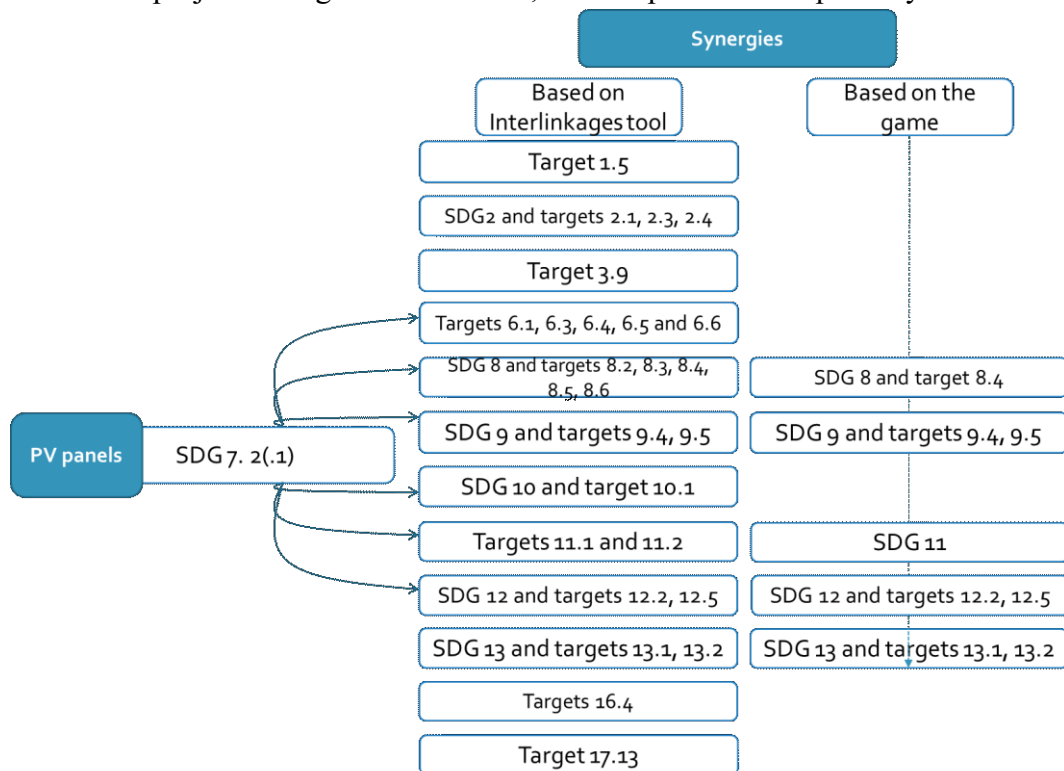 Synergies
Based on
Interlinkages tool
Based on the
game
Target 1.5
SDG2 and targets 2.1, 2.3, 2.4
Target 3.9
Targets 6.1, 6.3, 6.4, 6.5 and 6.6
SDG 8 and targets 8.2, 8.3, 8.4,
8.5, 8.6
SDG 8 and target 8.4
SDG 9 and targets 9.4, 9.5
SDG 9 and targets 9.4, 9.5
PV panels
SDG 7. 2(.1)
SDG 10 and target 10.1
Targets 11.1 and 11.2
SDG 11
SDG 12 and targets 12.2, 12.5
SDG 12 and targets 12.2, 12.5
SDG 13 and targets 13.1, 13.2
SDG 13 and targets 13.1, 13.2
Targets 16.4
Target 17.13